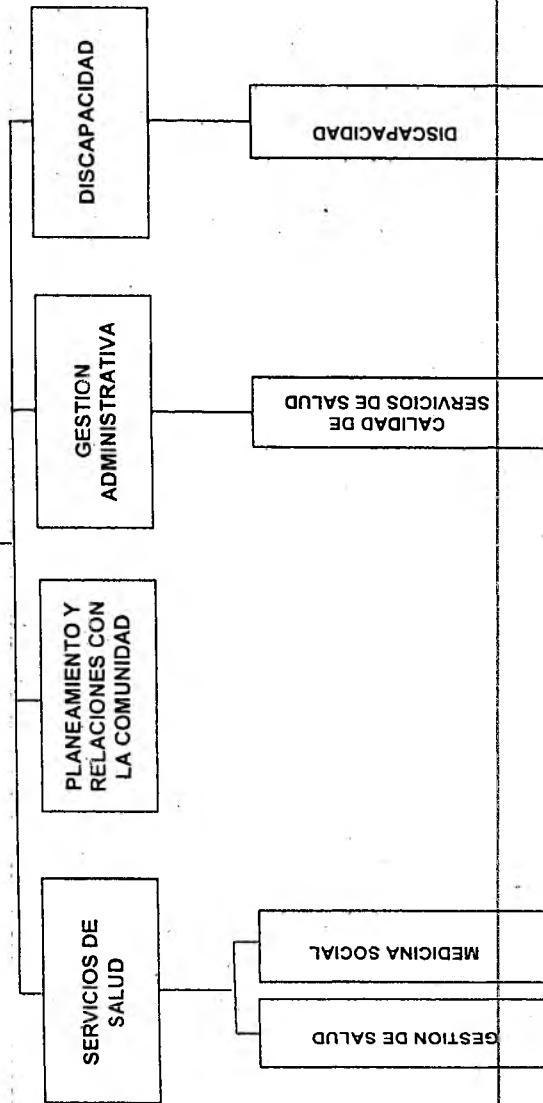 SERVICIOS DE
SALUD
PLANEAMIENTO Y
RELACIONES CON
LA COMUNIDAD
GESTION
ADMINISTRATIVA
DISCAPACIDAD
GESTION DE SALUD
MEDICINA SOCIAL
CALIDAD DE
SERVICIOS DE SALUD
DISCAPACIDAD